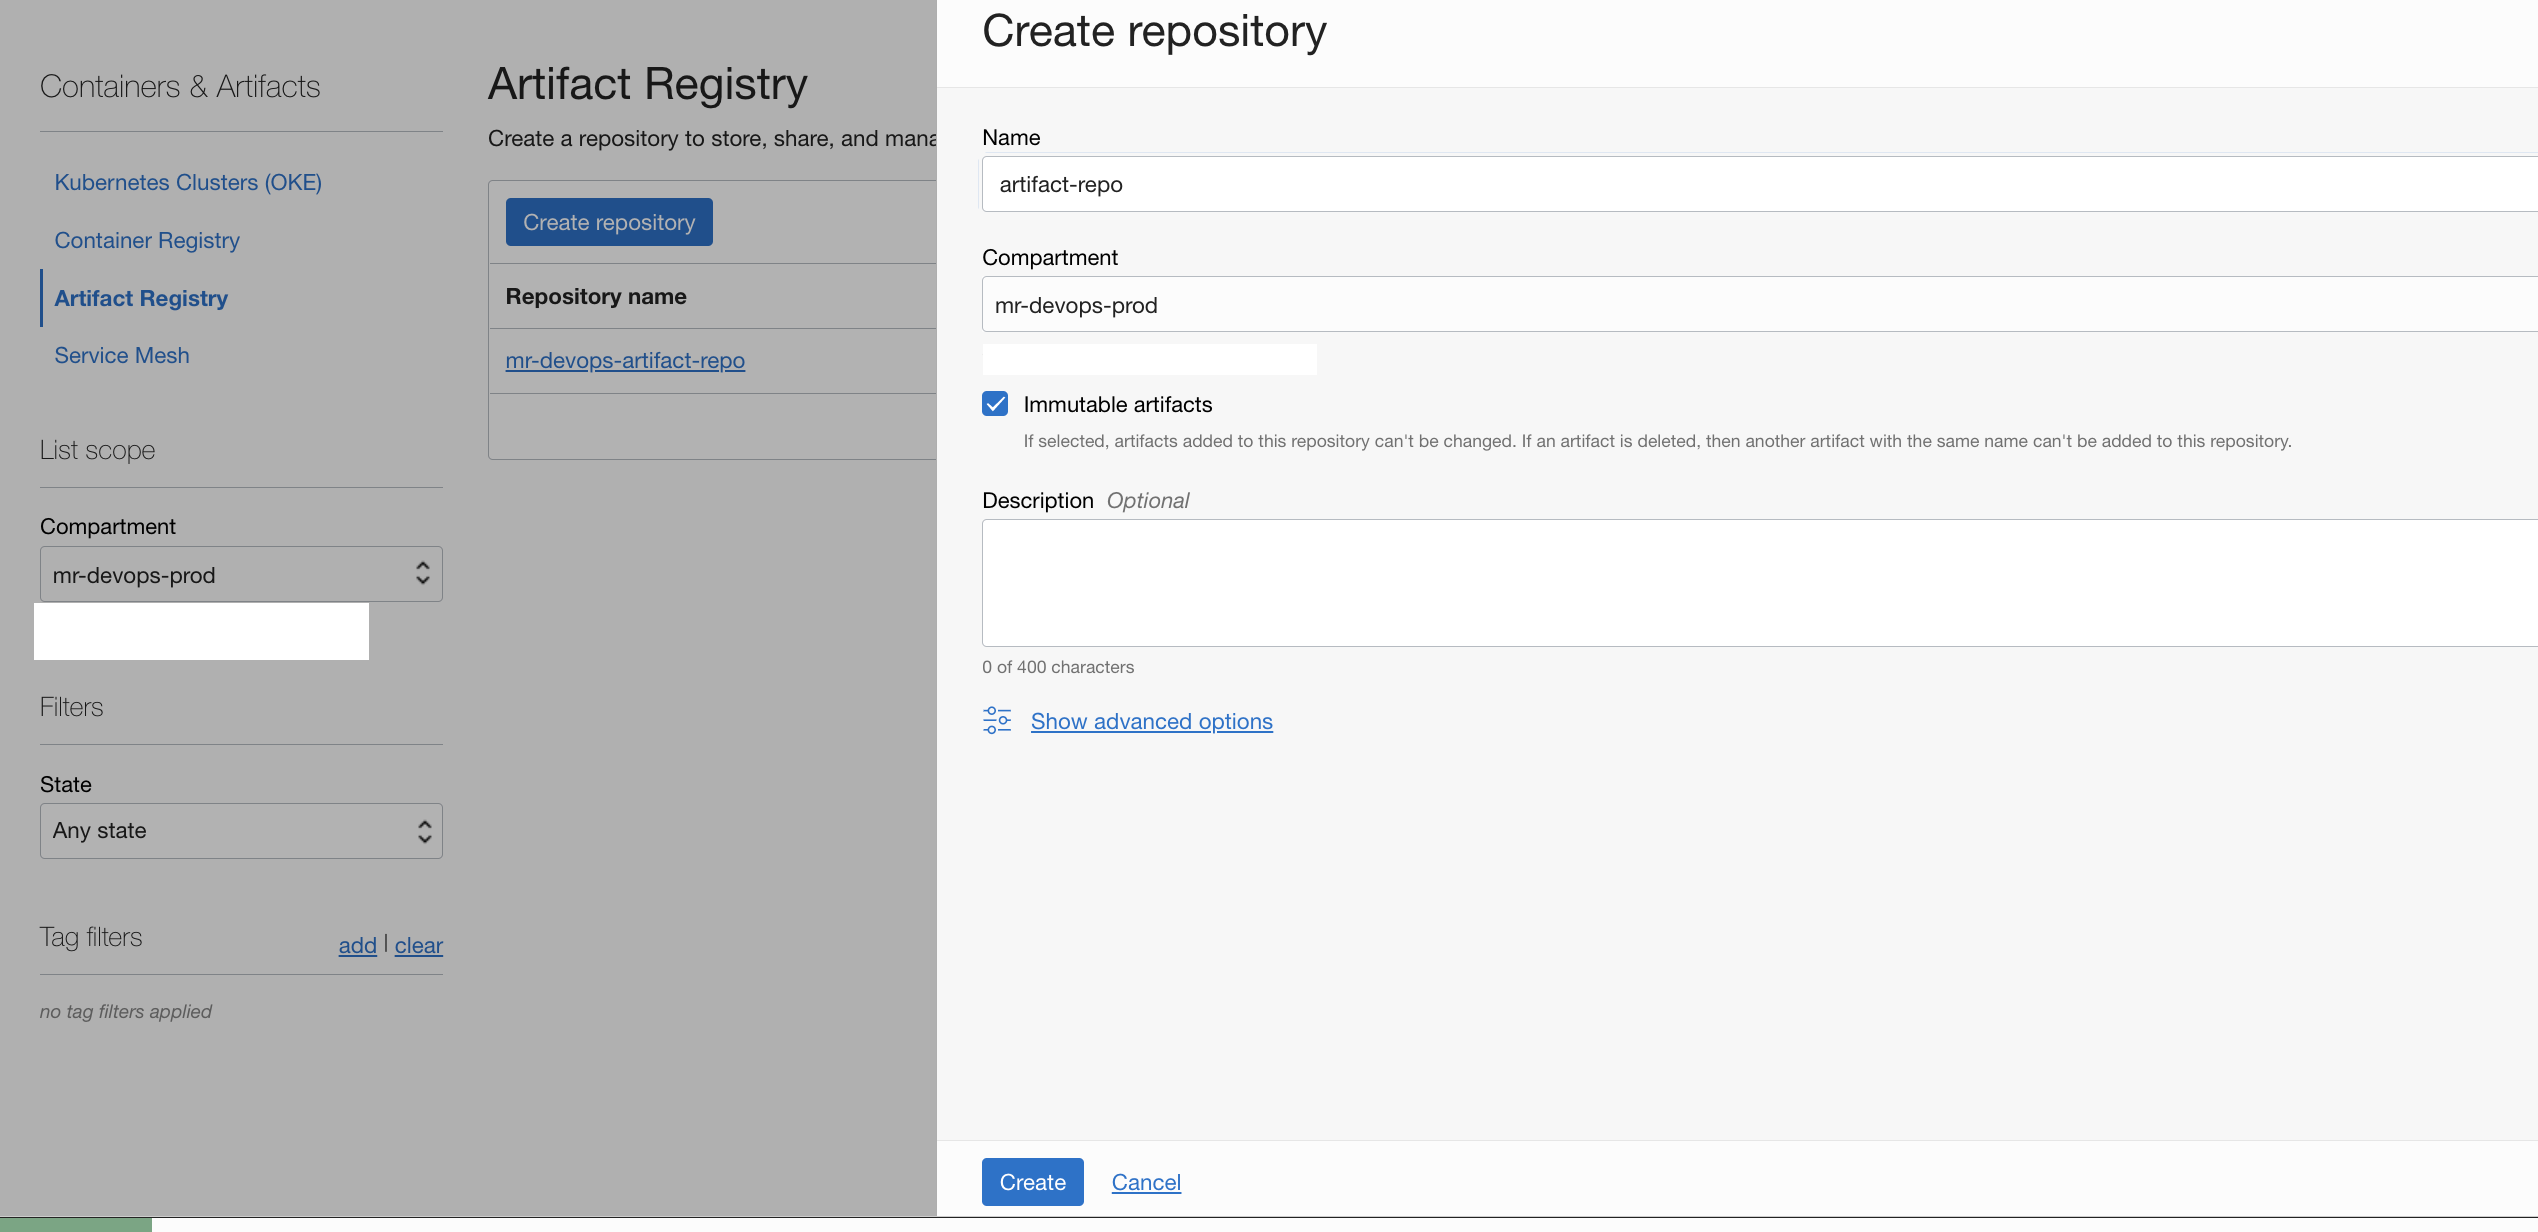 Containers & Artifacts
Kubernetes Clusters (OKE)
Container Registry
Artifact Registry
Service Mesh
List scope
Compartment
mr-devops-prod
Filters
State
Any state
Tag filters
add | clear
no tag filters applied
Artifact Registry
Create a repository to store, share, and mana
Create repository
Repository name
mr-devops-artifact-repo
Create repository
Name
artifact-repo
Compartment
mr-devops-prod
Immutable artifacts
If selected, artifacts added to this repository can't be changed. If an artifact is deleted, then another artifact with the same name can't be added to this repository.
Description Optional
0 of 400 characters
Show advanced options
Create Cancel